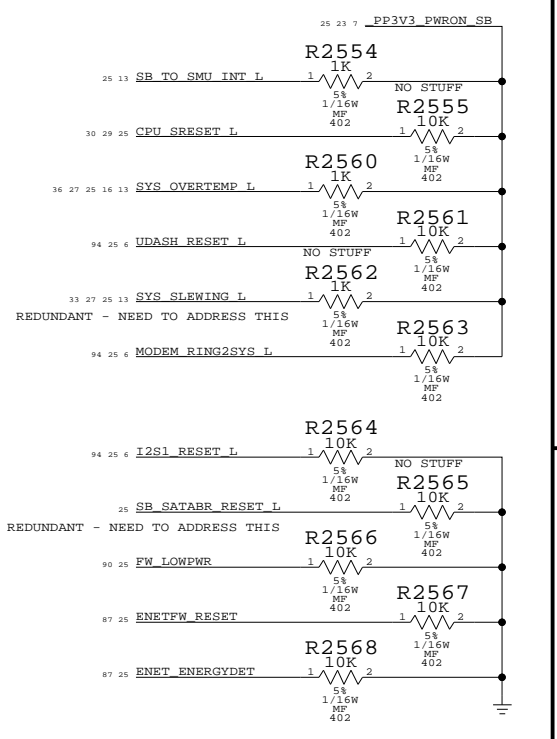 25 23 7 _PP3V3_PWRON_SB
R2554
1K
25 13 SB_TO_SMU_INT_L 1 2
5%
1/16W
MF
402
NO STUFF
R2555
10K
30 29 25 CPU_SRESET_L 1 2
5%
1/16W
MF
402
R2560
1K
36 27 25 16 13 SYS_OVERTEMP_L 1 2
5%
1/16W
MF
402
R2561
10K
94 25 6 UDASH_RESET_L 1 2
5%
1/16W
MF
402
NO STUFF
R2562
1K
33 27 25 13 SYS_SLEWING_L 1 2
REDUNDANT - NEED TO ADDRESS THIS
5%
1/16W
MF
402
R2563
10K
94 25 6 MODEM_RING2SYS_L 1 2
5%
1/16W
MF
402
R2564
10K
94 25 6 I2S1_RESET_L 1 2
5%
1/16W
MF
402
NO STUFF
R2565
10K
25 SB_SATABR_RESET_L 1 2
REDUNDANT - NEED TO ADDRESS THIS
5%
1/16W
MF
402
R2566
10K
90 25 FW_LOWPWR 1 2
5%
1/16W
MF
402
R2567
10K
87 25 ENETFW_RESET 1 2
5%
1/16W
MF
402
R2568
10K
87 25 ENET_ENERGYDET 1 2
5%
1/16W
MF
402